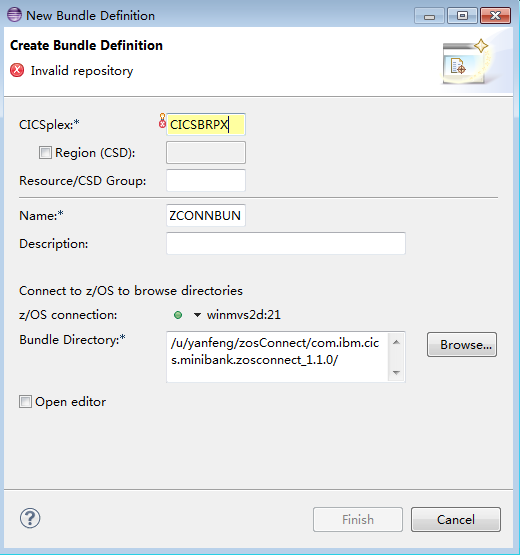 New Bundle Definition
Create Bundle Definition
Invalid repository
CICSplex:* CICSBRPX
Region (CSD):
Resource/CSD Group:
Name:* ZCONNBUN
Description:
Connect to z/OS to browse directories
z/OS connection: winmvs2d:21
Bundle Directory:* /u/yanfeng/zosConnect/com.ibm.cic
s.minibank.zosconnect_1.1.0/
Browse...
Open editor
? Finish Cancel